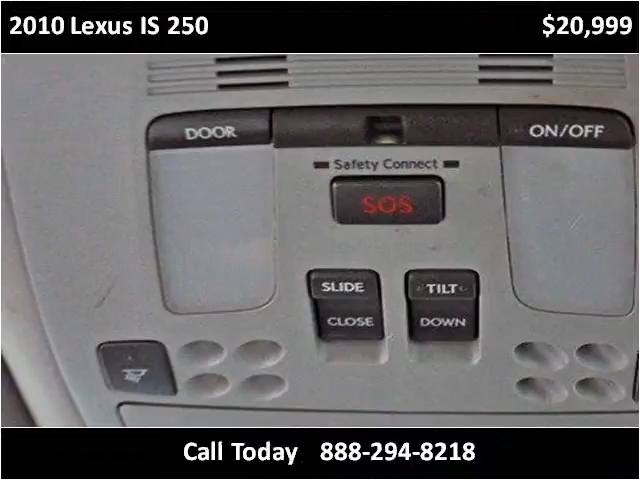 2010 Lexus IS 250 $20,999
DOOR
ON/OFF
Safety Connect
SOS
SLIDE
TILT
CLOSE
DOWN
Call Today 888-294-8218